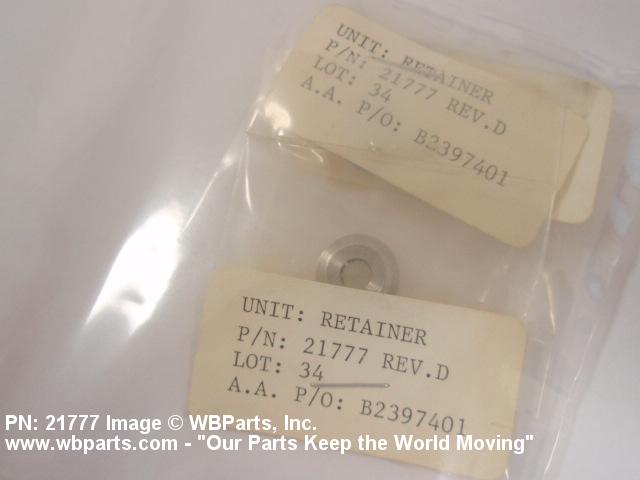 UNIT: RETAINER
P/N: 21777 REV.D
LOT: 34
A.A. P/O: B2397401
UNIT: RETAINER
P/N: 21777 REV.D
LOT: 34
A.A. P/O: B2397401
PN: 21777 Image © WBParts, Inc.
www.wbparts.com - "Our Parts Keep the World Moving"